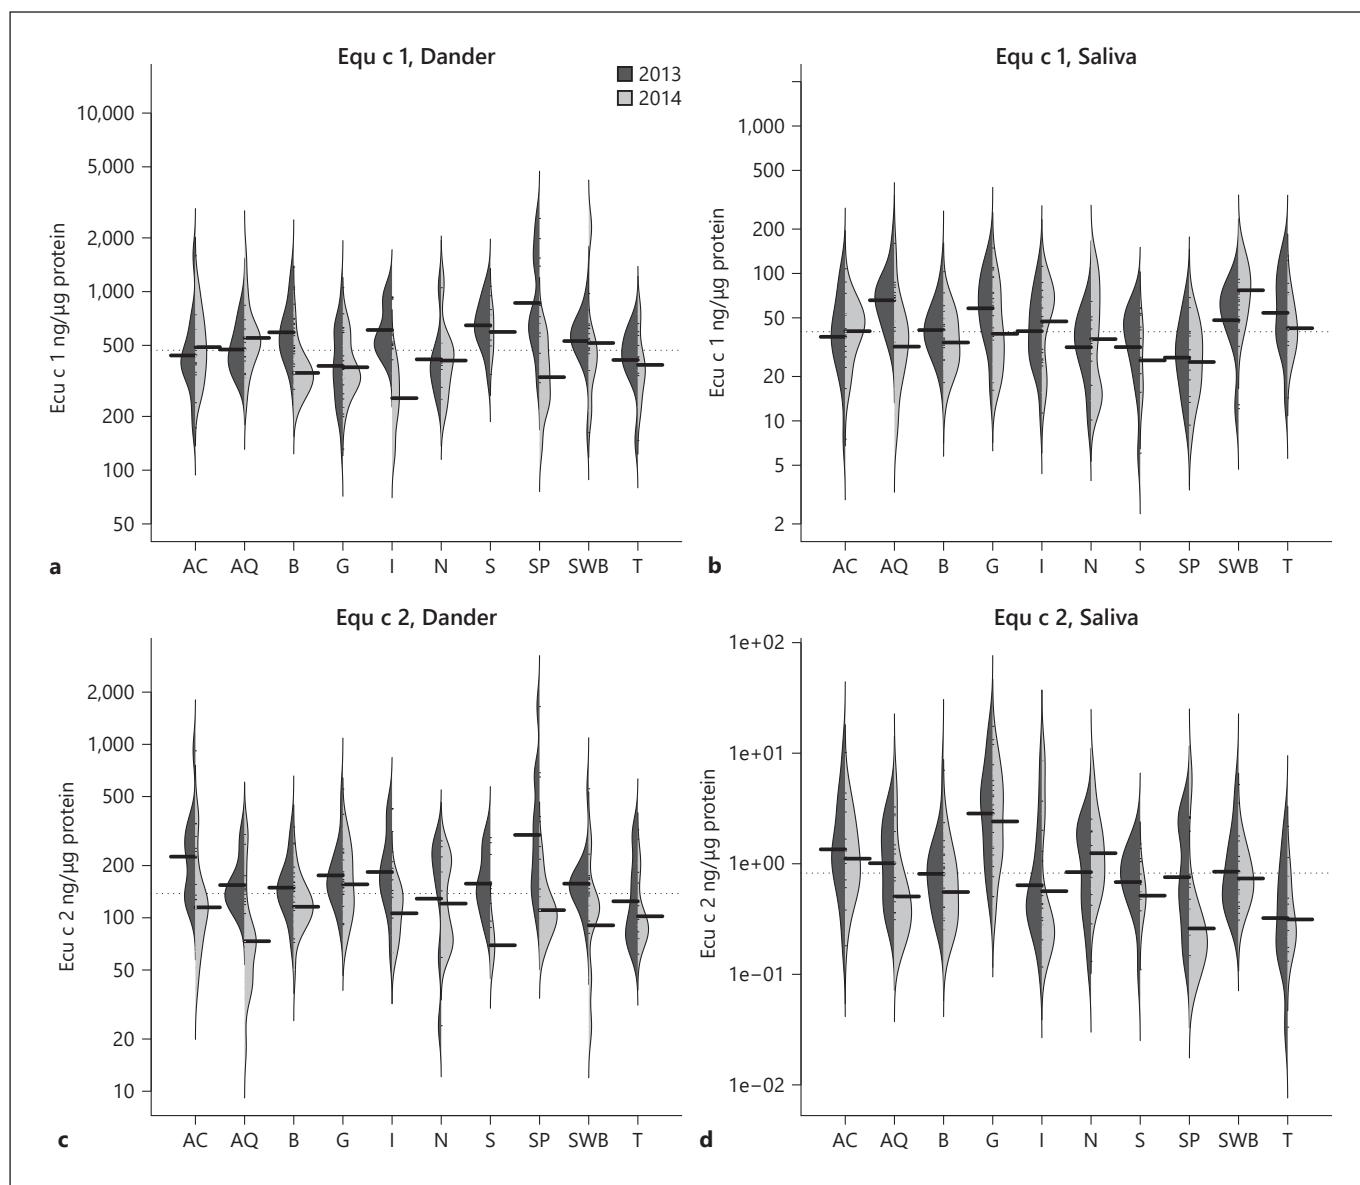 Equ c 1, Dander
2013
2014
Ecu c 1 ng/μg protein
10,000
5,000
2,000
1,000
500
200
100
50
AC AQ B G I N S SP SWB T
a
Equ c 1, Saliva
Ecu c 1 ng/μg protein
1,000
500
200
100
50
20
10
5
2
AC AQ B G I N S SP SWB T
b
Equ c 2, Dander
Ecu c 2 ng/μg protein
2,000
1,000
500
200
100
50
20
10
AC AQ B G I N S SP SWB T
c
Equ c 2, Saliva
Ecu c 2 ng/μg protein
1e+02
1e+01
1e+00
1e−01
1e−02
AC AQ B G I N S SP SWB T
d